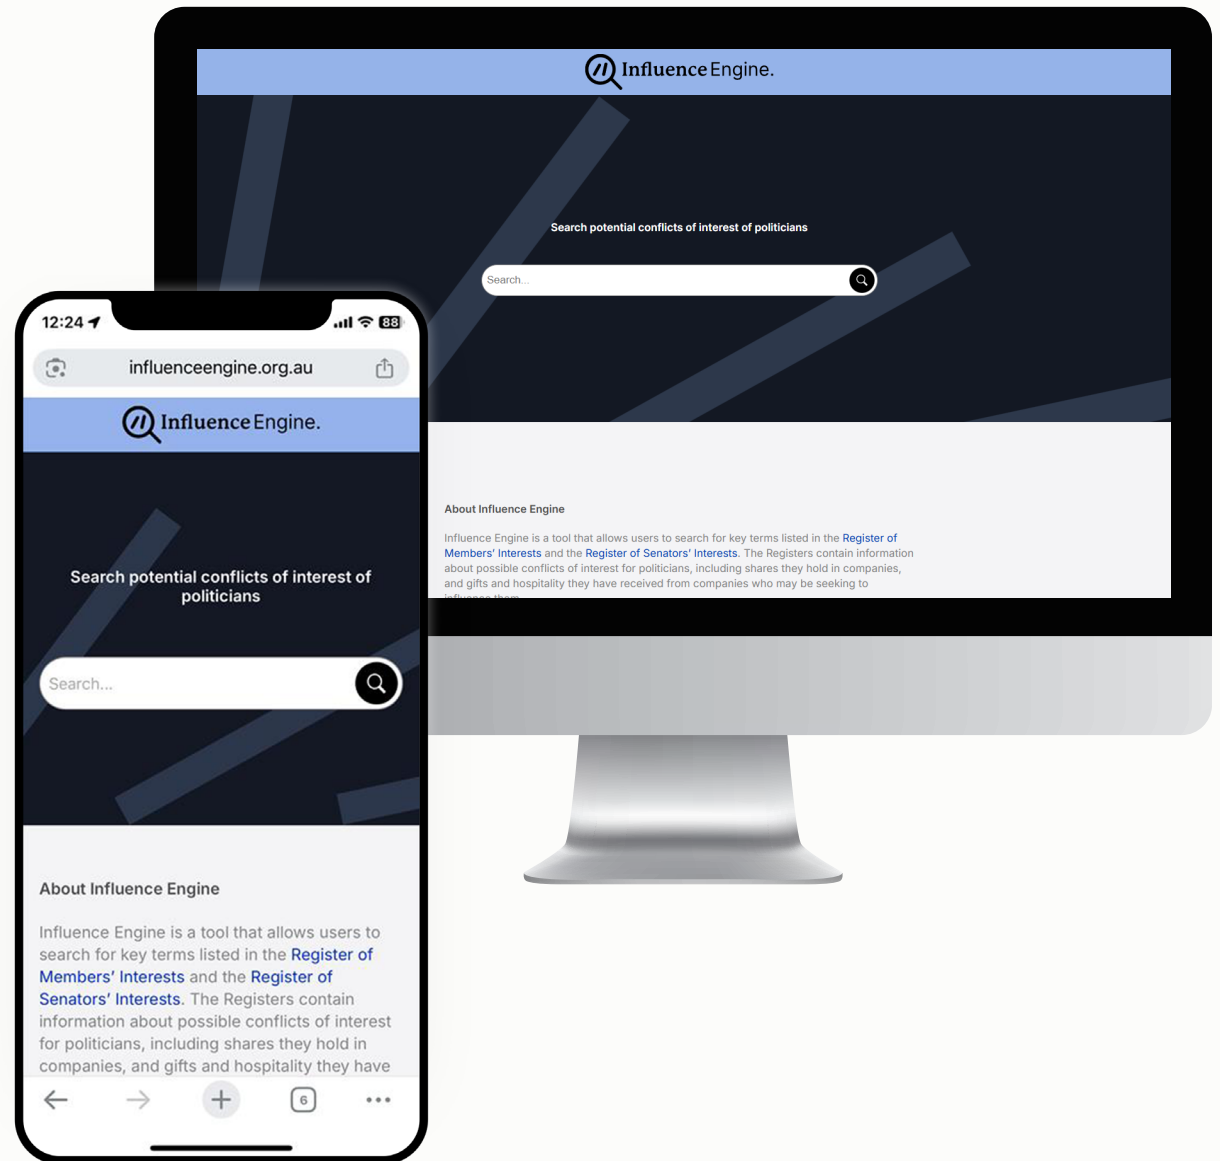 Influence Engine.
Search potential conflicts of interest of politicians
Search...
About Influence Engine
Influence Engine is a tool that allows users to search for key terms listed in the Register of
Members' Interests and the Register of Senators' Interests. The Registers contain information
about possible conflicts of interest for politicians, including shares they hold in companies,
and gifts and hospitality they have received from companies who may be seeking to
influence them
12:24
88
influenceengine.org.au
Influence Engine.
Search potential conflicts of interest of
politicians
Search...
About Influence Engine
Influence Engine is a tool that allows users to
search for key terms listed in the Register of
Members' Interests and the Register of
Senators' Interests. The Registers contain
information about possible conflicts of interest
for politicians, including shares they hold in
companies, and gifts and hospitality they have
6